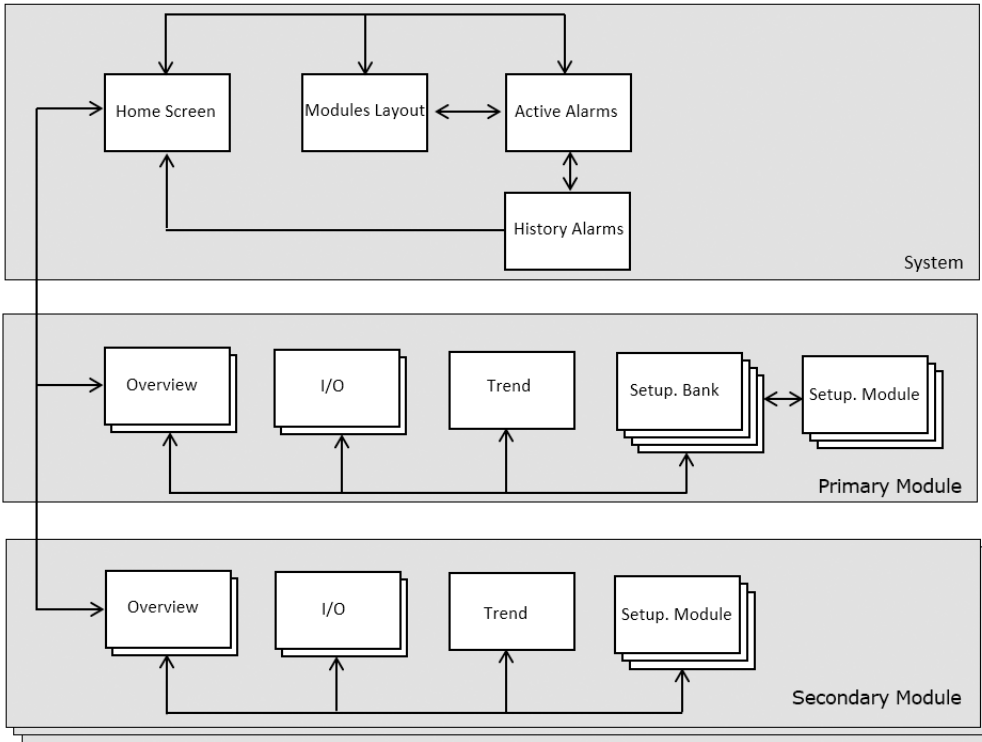 Home Screen
Modules Layout
Active Alarms
History Alarms
System
Overview
I/O
Trend
Setup. Bank
Setup. Module
Primary Module
Overview
I/O
Trend
Setup. Module
Secondary Module